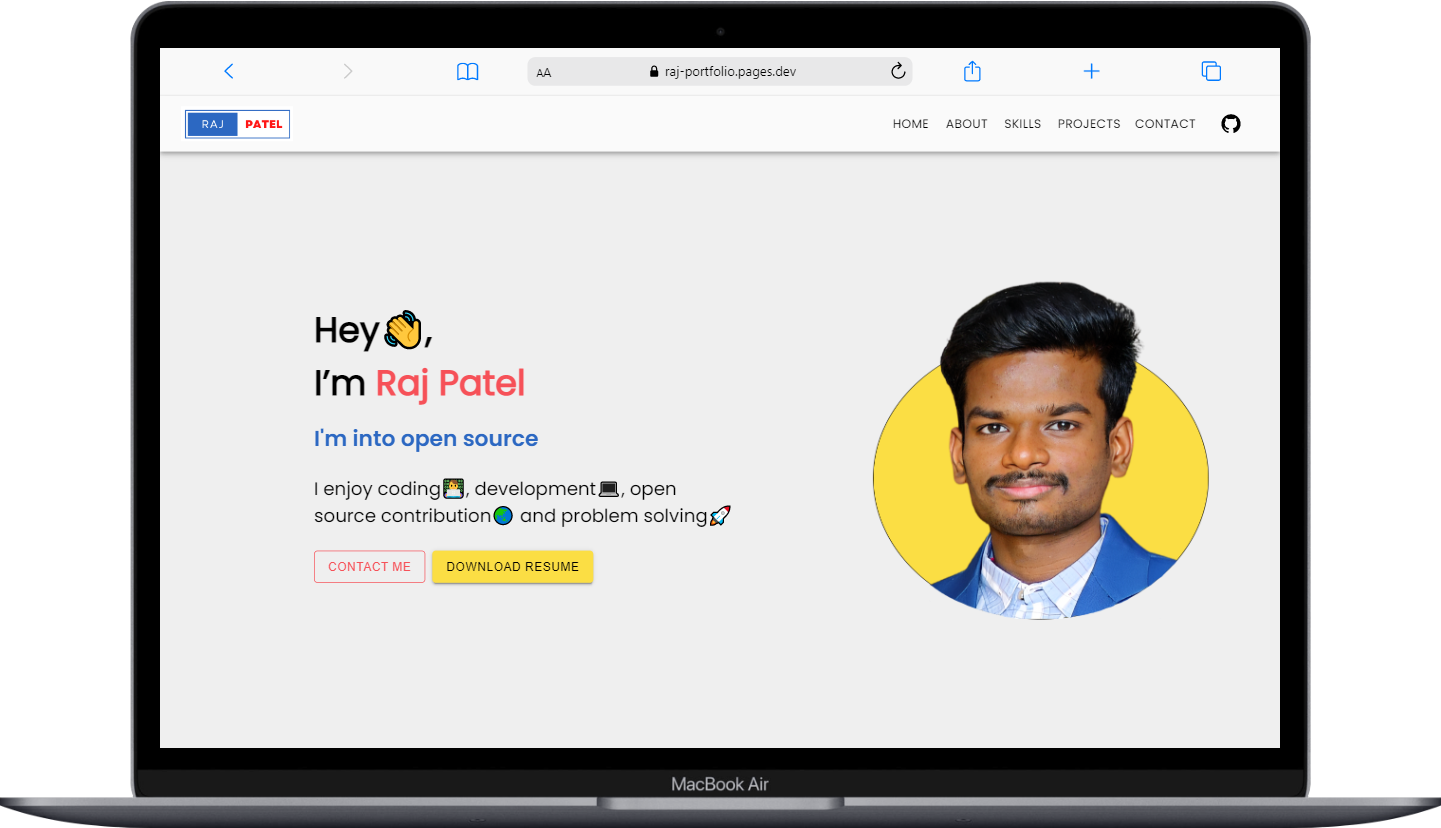 AA raj-portfolio.pages.dev
RAJ PATEL HOME ABOUT SKILLS PROJECTS CONTACT
Hey👋,
I’m Raj Patel
I'm into open source
I enjoy coding👨‍💻, development💻, open
source contribution🌏 and problem solving🚀
CONTACT ME DOWNLOAD RESUME
MacBook Air